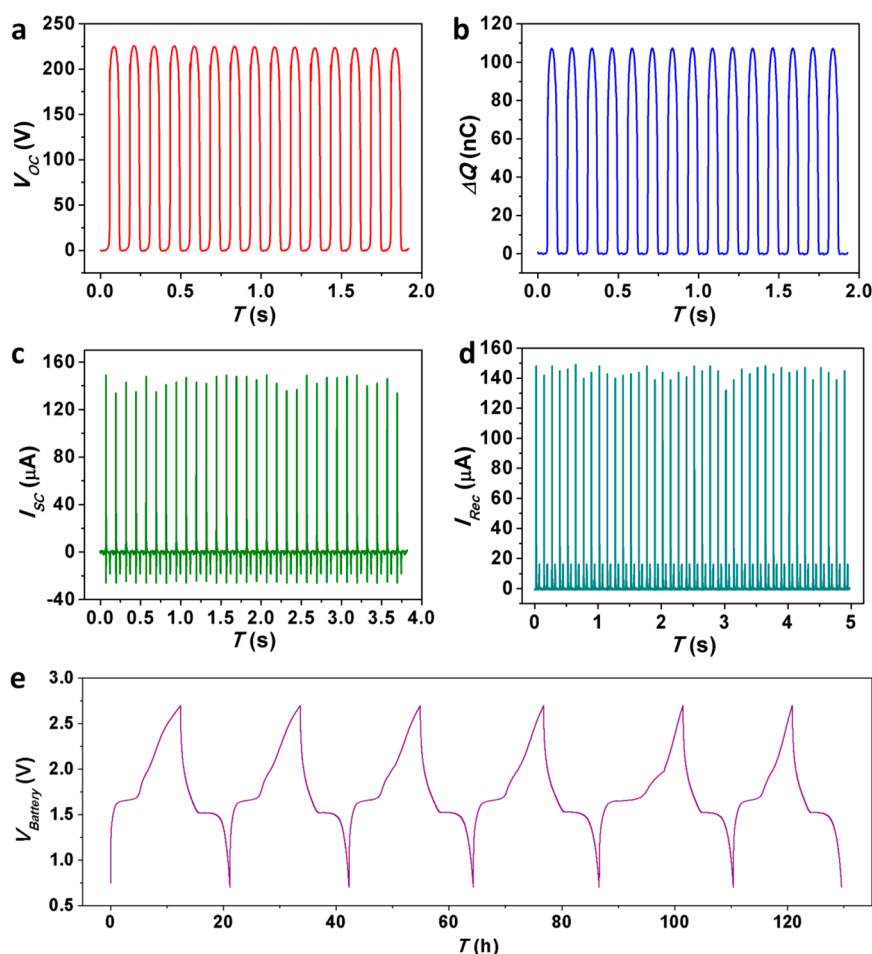 a
250
200
150
100
50
0
V_OC (V)
0.0 0.5 1.0 1.5 2.0
T (s)
b
120
100
80
60
40
20
0
ΔQ (nC)
0.0 0.5 1.0 1.5 2.0
T (s)
c
160
120
80
40
0
-40
I_SC (μA)
0.0 0.5 1.0 1.5 2.0 2.5 3.0 3.5 4.0
T (s)
d
160
140
120
100
80
60
40
20
0
I_Rec (μA)
0 1 2 3 4 5
T (s)
e
3.0
2.5
2.0
1.5
1.0
0.5
V_Battery (V)
0 20 40 60 80 100 120
T (h)